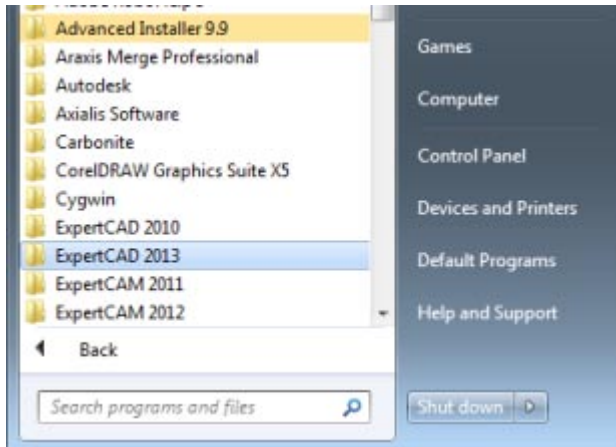 Advanced Installer 9.9
Araxis Merge Professional
Autodesk
Axialis Software
Carbonite
CorelDRAW Graphics Suite X5
Cygwin
ExpertCAD 2010
ExpertCAD 2013
ExpertCAM 2011
ExpertCAM 2012
Back
Search programs and files
Games
Computer
Control Panel
Devices and Printers
Default Programs
Help and Support
Shut down